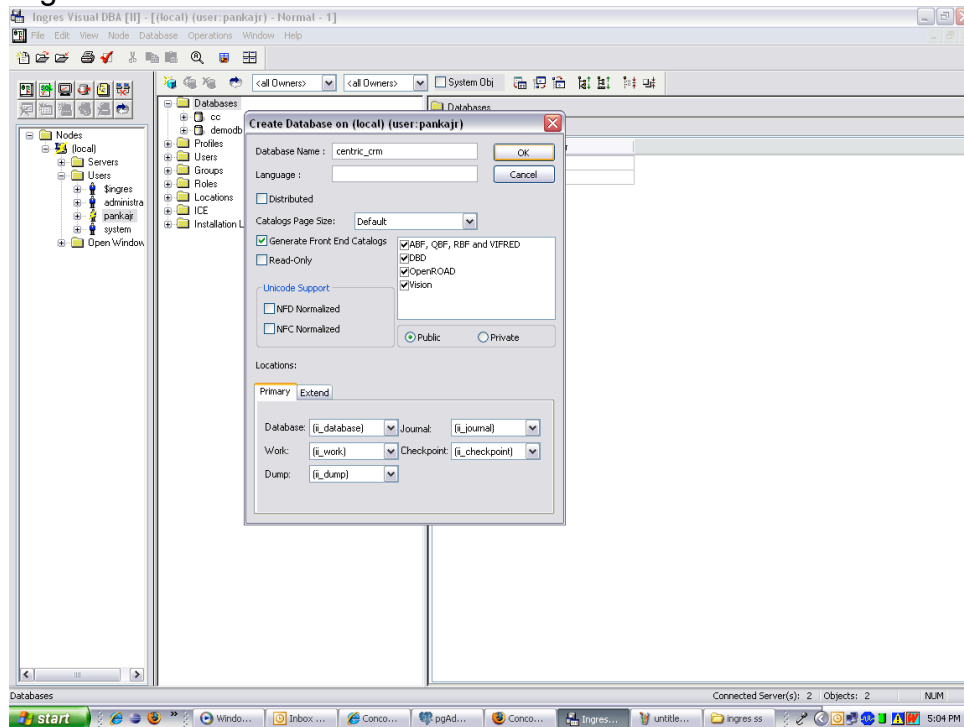 Ingres Visual DBA [II] - [(local) (user:pankajr) - Normal - 1]
File Edit View Node Database Operations Window Help
<all Owners> <all Owners> System Obj
Databases
cc
demodb
Profiles
Users
Groups
Roles
Locations
ICE
Installation L
Databases
Nodes
(local)
Servers
Users
$ingres
administra
pankajr
system
Open Window
Create Database on (local) (user:pankajr)
Database Name : centric_crm OK
Language : Cancel
Distributed
Catalogs Page Size: Default
Generate Front End Catalogs
Read-Only
ABF, QBF, RBF and VIFRED
DBD
OpenROAD
Vision
Unicode Support
NFD Normalized
NFC Normalized
Public Private
Locations:
Primary Extend
Database: (ii_database) Journal: (ii_journal)
Work: (ii_work) Checkpoint: (ii_checkpoint)
Dump: (ii_dump)
Databases Connected Server(s): 2 Objects: 2 NUM
start Windo... Inbox ... Conco... pgAd... Conco... Ingres... untitle... ingres ss 5:04 PM